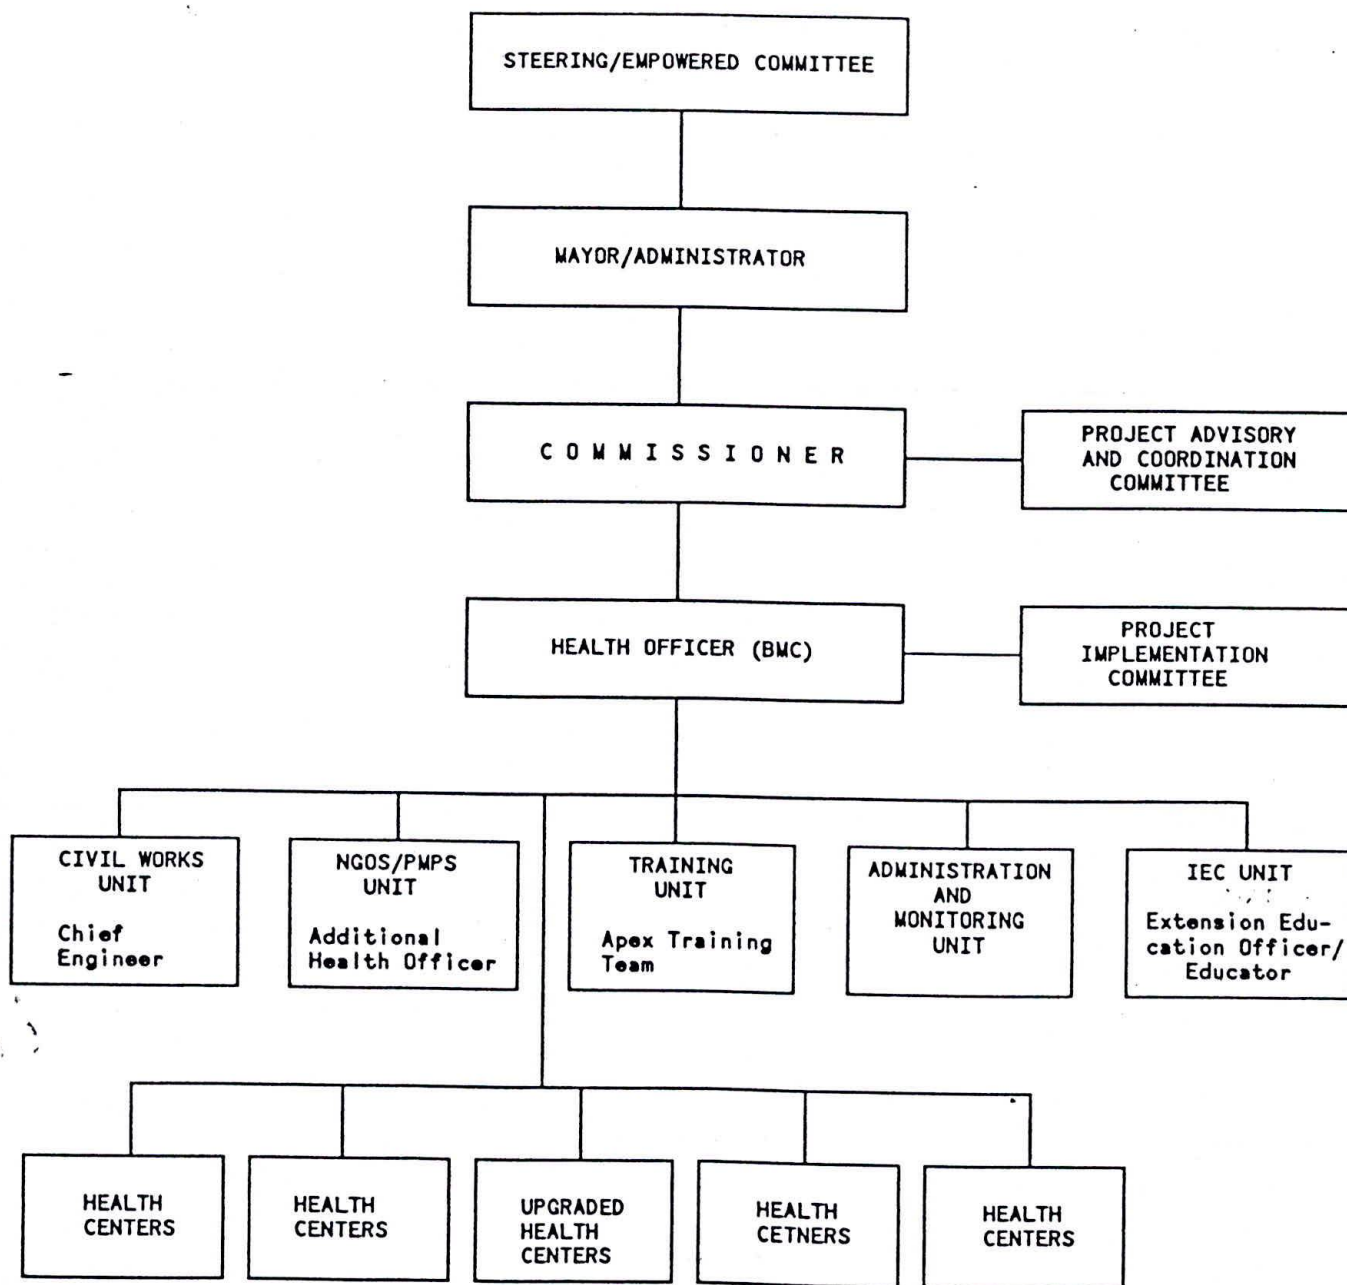 STEERING/EMPOWERED COMMITTEE
MAYOR/ADMINISTRATOR
C O M M I S S I O N E R
PROJECT ADVISORY
AND COORDINATION
COMMITTEE
HEALTH OFFICER (BMC)
PROJECT
IMPLEMENTATION
COMMITTEE
CIVIL WORKS
UNIT
Chief
Engineer
NGOS/PMPS
UNIT
Additional
Health Officer
TRAINING
UNIT
Apex Training
Team
ADMINISTRATION
AND
MONITORING
UNIT
IEC UNIT
Extension Edu-
cation Officer/
Educator
HEALTH
CENTERS
HEALTH
CENTERS
UPGRADED
HEALTH
CENTERS
HEALTH
CETNERS
HEALTH
CENTERS